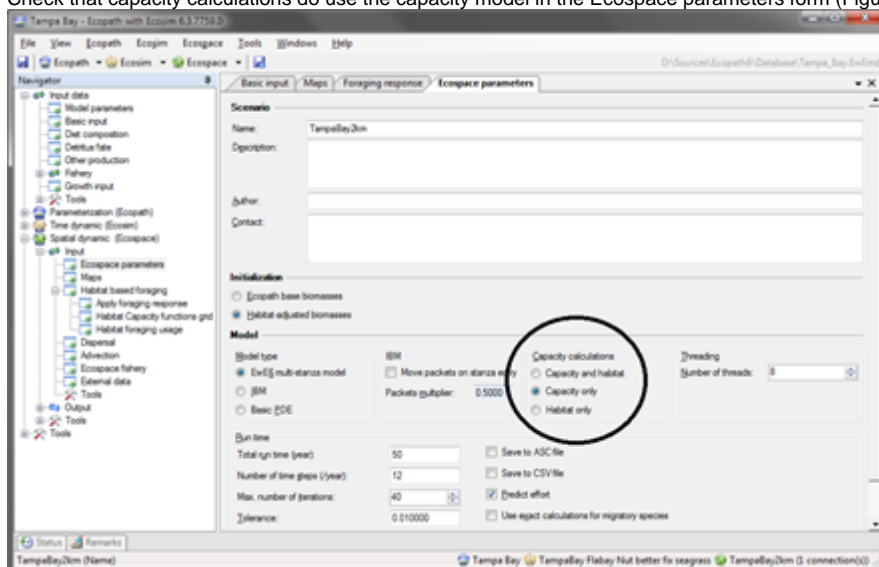 Check that capacity calculations do use the capacity model in the Ecospace parameters form (Figu
Tampa Bay - Ecopath with Ecosim 6.3.7759.0
File View Ecopath Ecosim Ecospace Tools Windows Help
Ecopath Ecosim Ecospace
D:\Sources\Ecopath6\Database\Tampa_Bay.EwEmd
Navigator
Basic input Maps Foraging response Ecospace parameters
Input data
Model parameters
Basic input
Diet composition
Detritus fate
Other production
Fishery
Growth input
Tools
Parameterization (Ecopath)
Time dynamic (Ecosim)
Spatial dynamic (Ecospace)
Input
Ecospace parameters
Maps
Habitat based foraging
Apply foraging response
Habitat Capacity functions grid
Habitat foraging usage
Dispersal
Advection
Ecospace fishery
External data
Tools
Output
Tools
Tools
Scenario
Name: TampaBay2km
Description:
Author:
Contact:
Initialization
Ecopath base biomasses
Habitat-adjusted biomasses
Model
Model type
EwE6 multi-stanza model
IBM
Basic PDE
IBM
Move packets on stanza entry
Packets multiplier: 0.5000
Capacity calculations
Capacity and habitat
Capacity only
Habitat only
Threading
Number of threads: 8
Run time
Total run time (year): 50
Number of time steps (/year): 12
Max. number of iterations: 40
Tolerance: 0.010000
Save to ASC file
Save to CSV file
Predict effort
Use exact calculations for migratory species
Status Remarks
TampaBay2km (Name)
Tampa Bay TampaBay Flabay Nut better fix seagrass TampaBay2km (1 connection(s))